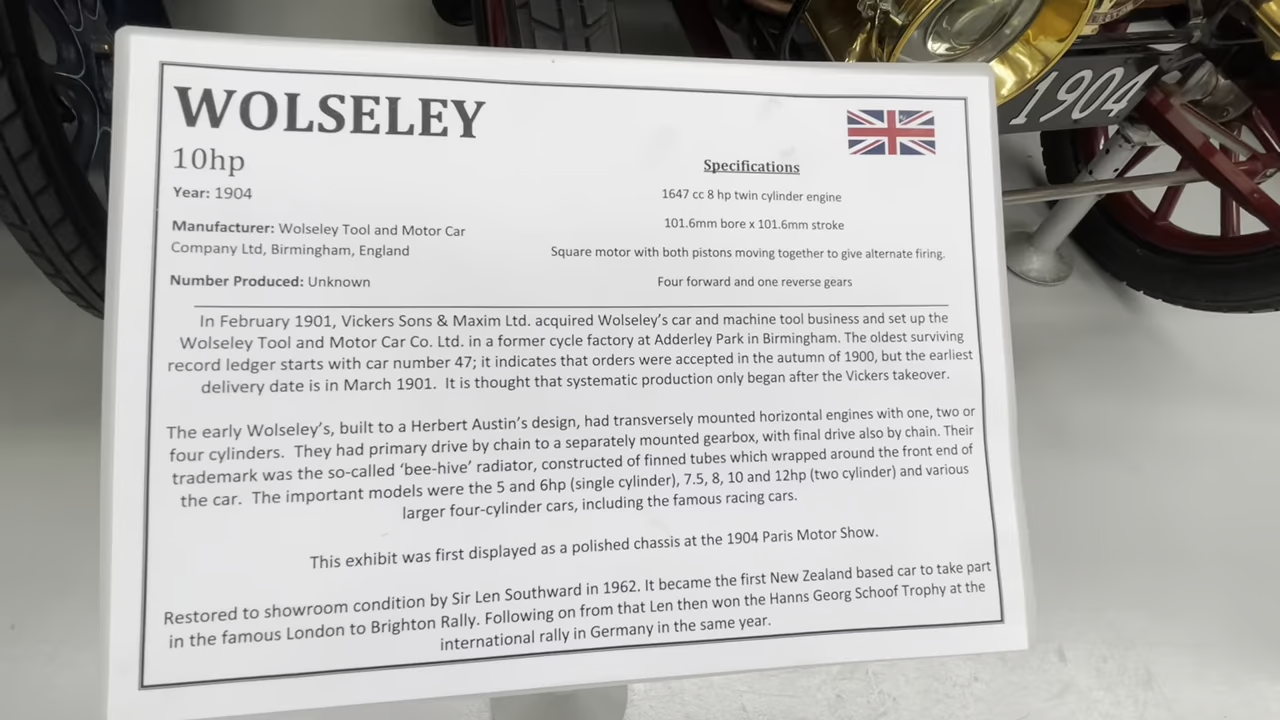 WOLSELEY
10hp
Year: 1904
Manufacturer: Wolseley Tool and Motor Car
Company Ltd, Birmingham, England
Number Produced: Unknown
Specifications
1647 cc 8 hp twin cylinder engine
101.6mm bore x 101.6mm stroke
Square motor with both pistons moving together to give alternate firing.
Four forward and one reverse gears
In February 1901, Vickers Sons & Maxim Ltd. acquired Wolseley's car and machine tool business and set up the
Wolseley Tool and Motor Car Co. Ltd. in a former cycle factory at Adderley Park in Birmingham. The oldest surviving
record ledger starts with car number 47; it indicates that orders were accepted in the autumn of 1900, but the earliest
delivery date is in March 1901. It is thought that systematic production only began after the Vickers takeover.
The early Wolseley's, built to a Herbert Austin's design, had transversely mounted horizontal engines with one, two or
four cylinders. They had primary drive by chain to a separately mounted gearbox, with final drive also by chain. Their
trademark was the so-called 'bee-hive' radiator, constructed of finned tubes which wrapped around the front end of
the car. The important models were the 5 and 6hp (single cylinder), 7.5, 8, 10 and 12hp (two cylinder) and various
larger four-cylinder cars, including the famous racing cars.
This exhibit was first displayed as a polished chassis at the 1904 Paris Motor Show.
Restored to showroom condition by Sir Len Southward in 1962. It became the first New Zealand based car to take part
in the famous London to Brighton Rally. Following on from that Len then won the Hanns Georg Schoof Trophy at the
international rally in Germany in the same year.
1904